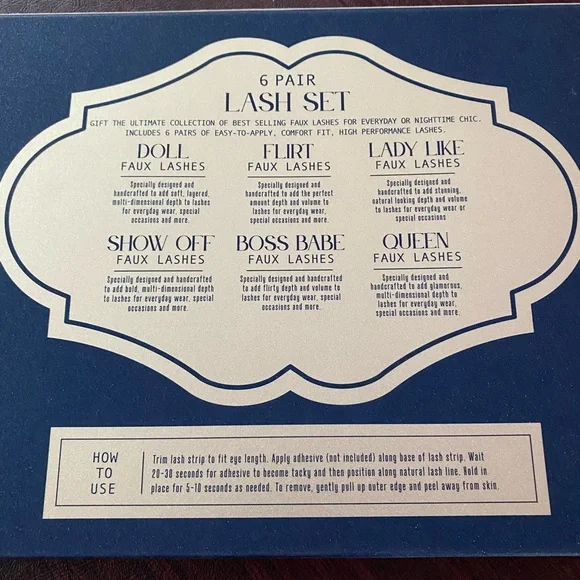 6 PAIR
LASH SET
GIFT THE ULTIMATE COLLECTION OF BEST SELLING FAUX LASHES FOR EVERYDAY OR NIGHTTIME CHIC.
INCLUDES 6 PAIRS OF EASY-TO-APPLY, COMFORT FIT, HIGH PERFORMANCE LASHES.
DOLL
FAUX LASHES
Specially designed and
handcrafted to add soft, layered,
multi-dimensional depth to lashes
for everyday wear, special
occasions and more.
FLIRT
FAUX LASHES
Specially designed and
handcrafted to add the perfect
amount depth and volume to
lashes for everyday wear,
special occasions and more.
LADY LIKE
FAUX LASHES
Specially designed and
handcrafted to add stunning,
natural looking depth and volume
to lashes for everyday wear or
special occasions
SHOW OFF
FAUX LASHES
Specially designed and handcrafted
to add bold, multi-dimensional depth
to lashes for everyday wear, special
occasions and more.
BOSS BABE
FAUX LASHES
Specially designed and handcrafted
to add flirty depth and volume to
lashes for everyday wear, special
occasions and more.
QUEEN
FAUX LASHES
Specially designed and
handcrafted to add glamorous,
multi-dimensional depth to
lashes for everyday wear,
special occasions and more.
HOW
TO
USE
Trim lash strip to fit eye length. Apply adhesive (not included) along base of lash strip. Wait
20-30 seconds for adhesive to become tacky and then position along natural lash line. Hold in
place for 5-10 seconds as needed. To remove, gently pull up outer edge and peel away from skin.